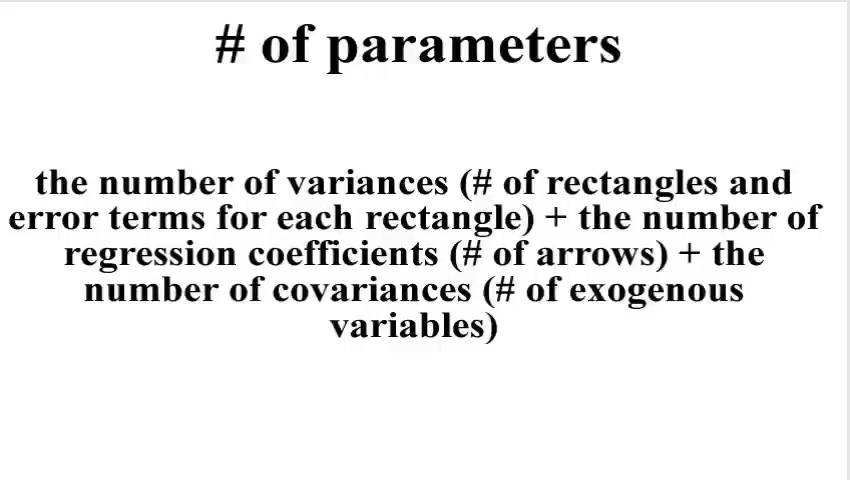 # of parameters
the number of variances (# of rectangles and
error terms for each rectangle) + the number of
regression coefficients (# of arrows) + the
number of covariances (# of exogenous
variables)